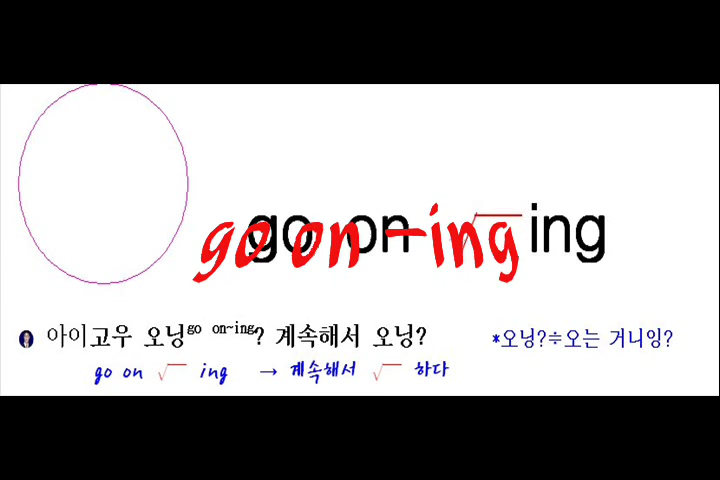 go on √ ing
go on -ing
아이고우 오닝go on~ing? 계속해서 오닝? *오닝?≑오는 거니잉?
go on √ ing → 계속해서 √ 하다